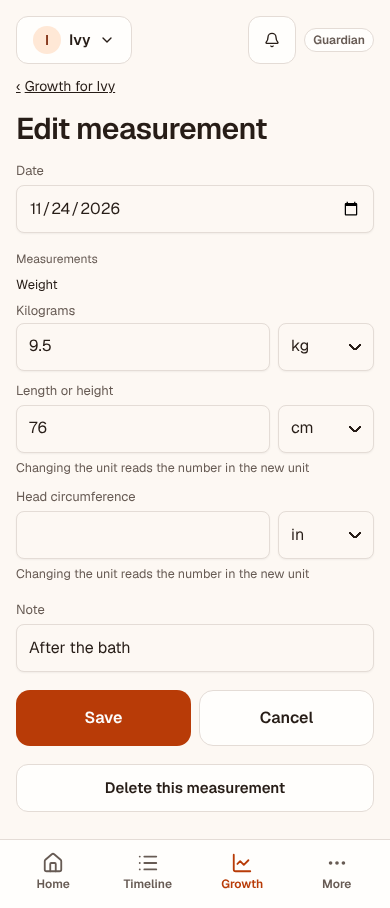 I Ivy Guardian
‹ Growth for Ivy
Edit measurement
Date
11/24/2026
Measurements
Weight
Kilograms
9.5 kg
Length or height
76 cm
Changing the unit reads the number in the new unit
Head circumference
in
Changing the unit reads the number in the new unit
Note
After the bath
Save Cancel
Delete this measurement
Home Timeline Growth More